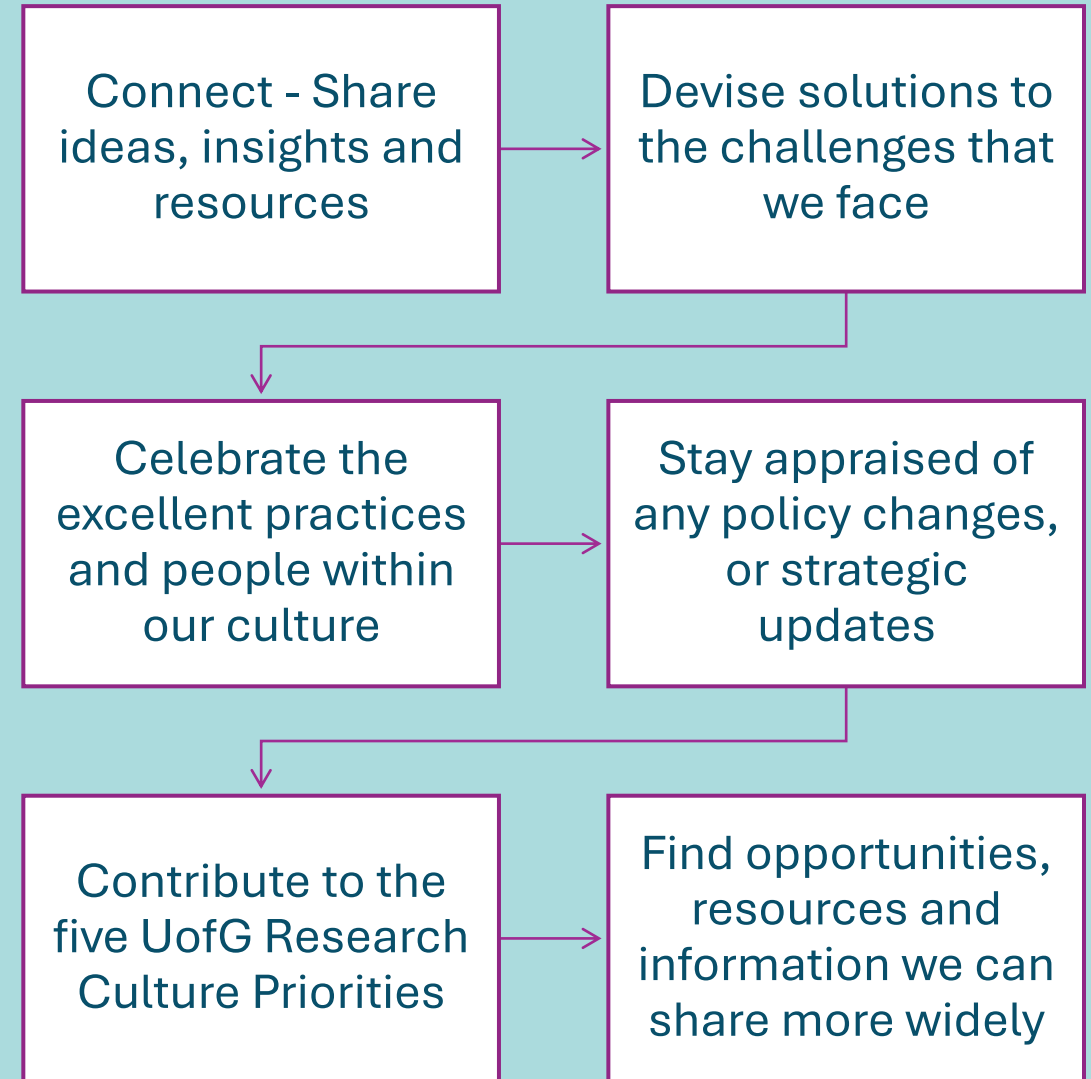 Connect - Share
ideas, insights and
resources
Devise solutions to
the challenges that
we face
Celebrate the
excellent practices
and people within
our culture
Stay appraised of
any policy changes,
or strategic
updates
Contribute to the
five UofG Research
Culture Priorities
Find opportunities,
resources and
information we can
share more widely